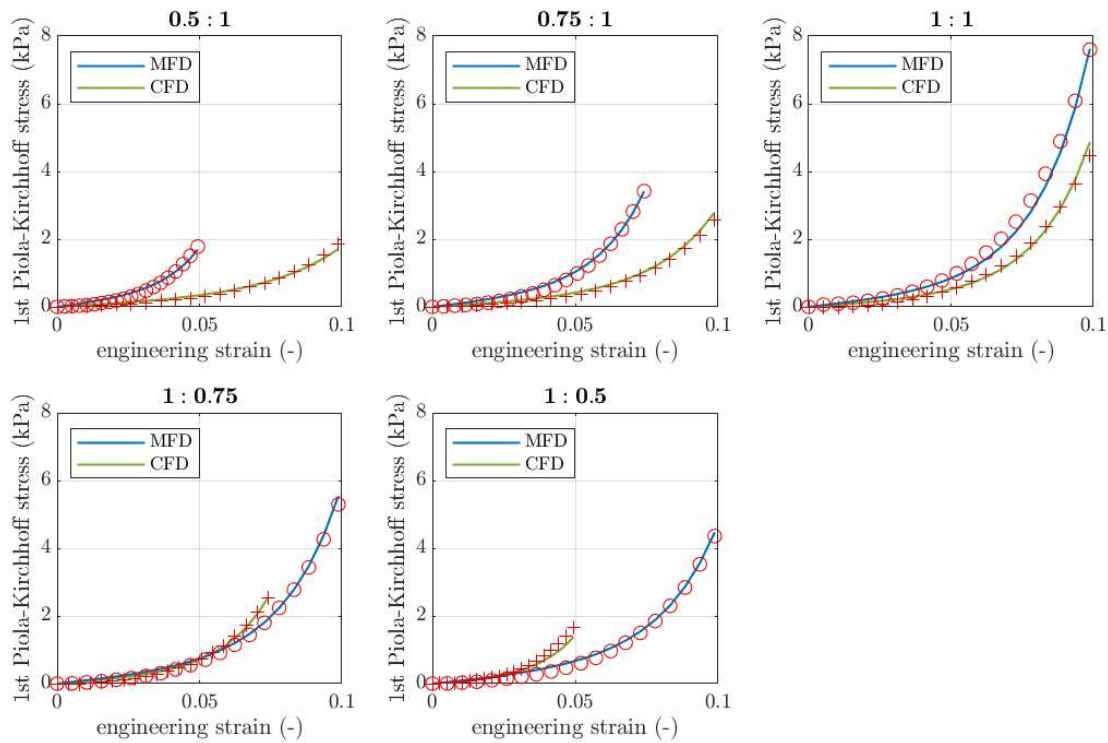 0.5 : 1
1st Piola-Kirchhoff stress (kPa)
8
6
4
2
0
MFD
CFD
0
0.05
0.1
engineering strain (-)
0.75 : 1
1st Piola-Kirchhoff stress (kPa)
8
6
4
2
0
MFD
CFD
0
0.05
0.1
engineering strain (-)
1 : 1
1st Piola-Kirchhoff stress (kPa)
8
6
4
2
0
MFD
CFD
0
0.05
0.1
engineering strain (-)
1 : 0.75
1st Piola-Kirchhoff stress (kPa)
8
6
4
2
0
MFD
CFD
0
0.05
0.1
engineering strain (-)
1 : 0.5
1st Piola-Kirchhoff stress (kPa)
8
6
4
2
0
MFD
CFD
0
0.05
0.1
engineering strain (-)